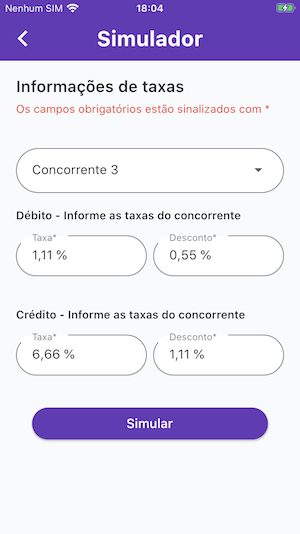 Nenhum SIM 18:04
Simulador
Informações de taxas
Os campos obrigatórios estão sinalizados com *
Concorrente 3
Débito - Informe as taxas do concorrente
Taxa* Desconto*
1,11 % 0,55 %
Crédito - Informe as taxas do concorrente
Taxa* Desconto*
6,66 % 1,11 %
Simular